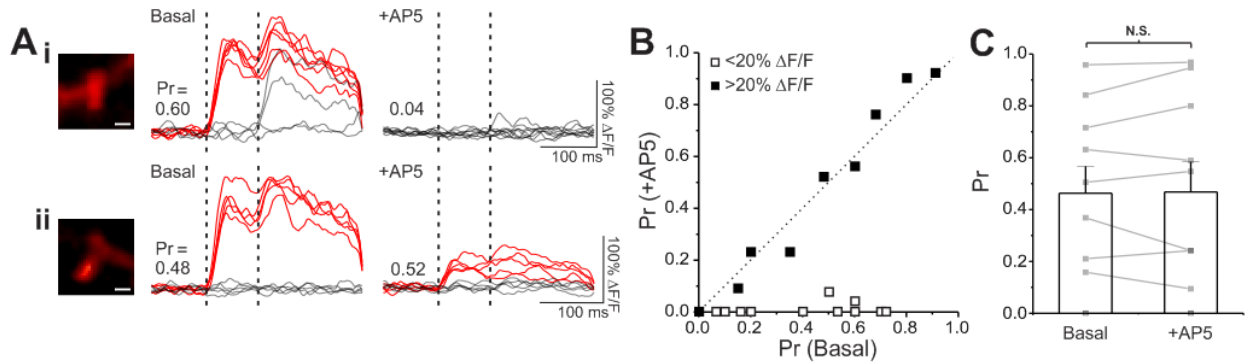 A
i
Basal
+AP5
Pr =
0.60
0.04
100% ΔF/F
100 ms
ii
Basal
+AP5
Pr =
0.48
0.52
100% ΔF/F
100 ms
B
<20% ΔF/F
>20% ΔF/F
Pr (+AP5)
1.0
0.8
0.6
0.4
0.2
0.0
0.0 0.2 0.4 0.6 0.8 1.0
Pr (Basal)
C
N.S.
Pr
1.0
0.8
0.6
0.4
0.2
0.0
Basal +AP5